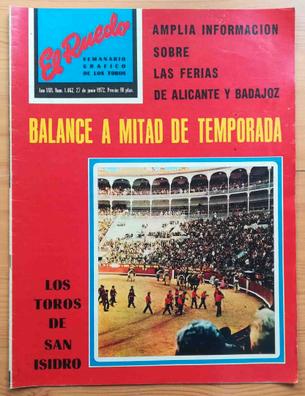 El Ruedo
SEMANARIO
GRAFICO
DE LOS TOROS
Año XXIX. Núm. 1.462. 27 de junio 1972. Precio: 18 ptas.
AMPLIA INFORMACION
SOBRE
LAS FERIAS
DE ALICANTE Y BADAJOZ
BALANCE A MITAD DE TEMPORADA
LOS
TOROS
DE
SAN
ISIDRO